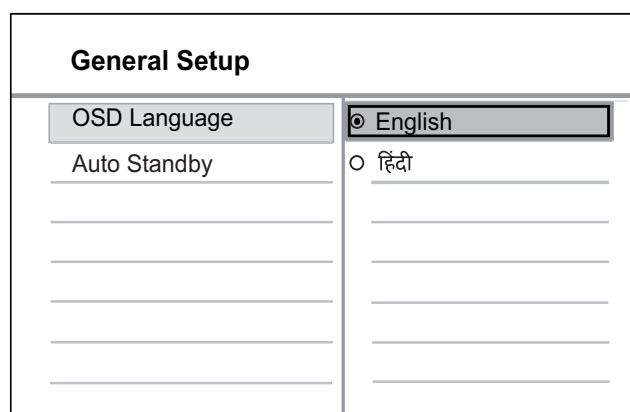 General Setup
OSD Language
English
Auto Standby
हिंदी